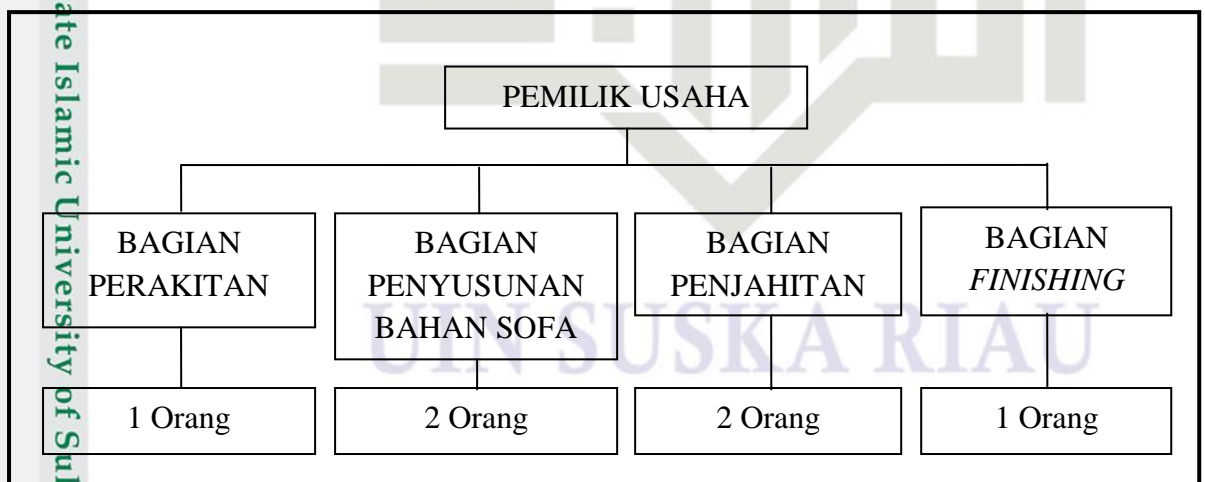 PEMILIK USAHA
BAGIAN
PERAKITAN
BAGIAN
PENYUSUNAN
BAHAN SOFA
BAGIAN
PENJAHITAN
BAGIAN
FINISHING
1 Orang
2 Orang
2 Orang
1 Orang
UIN SUSKA RIAU
ate Islamic University of Sul